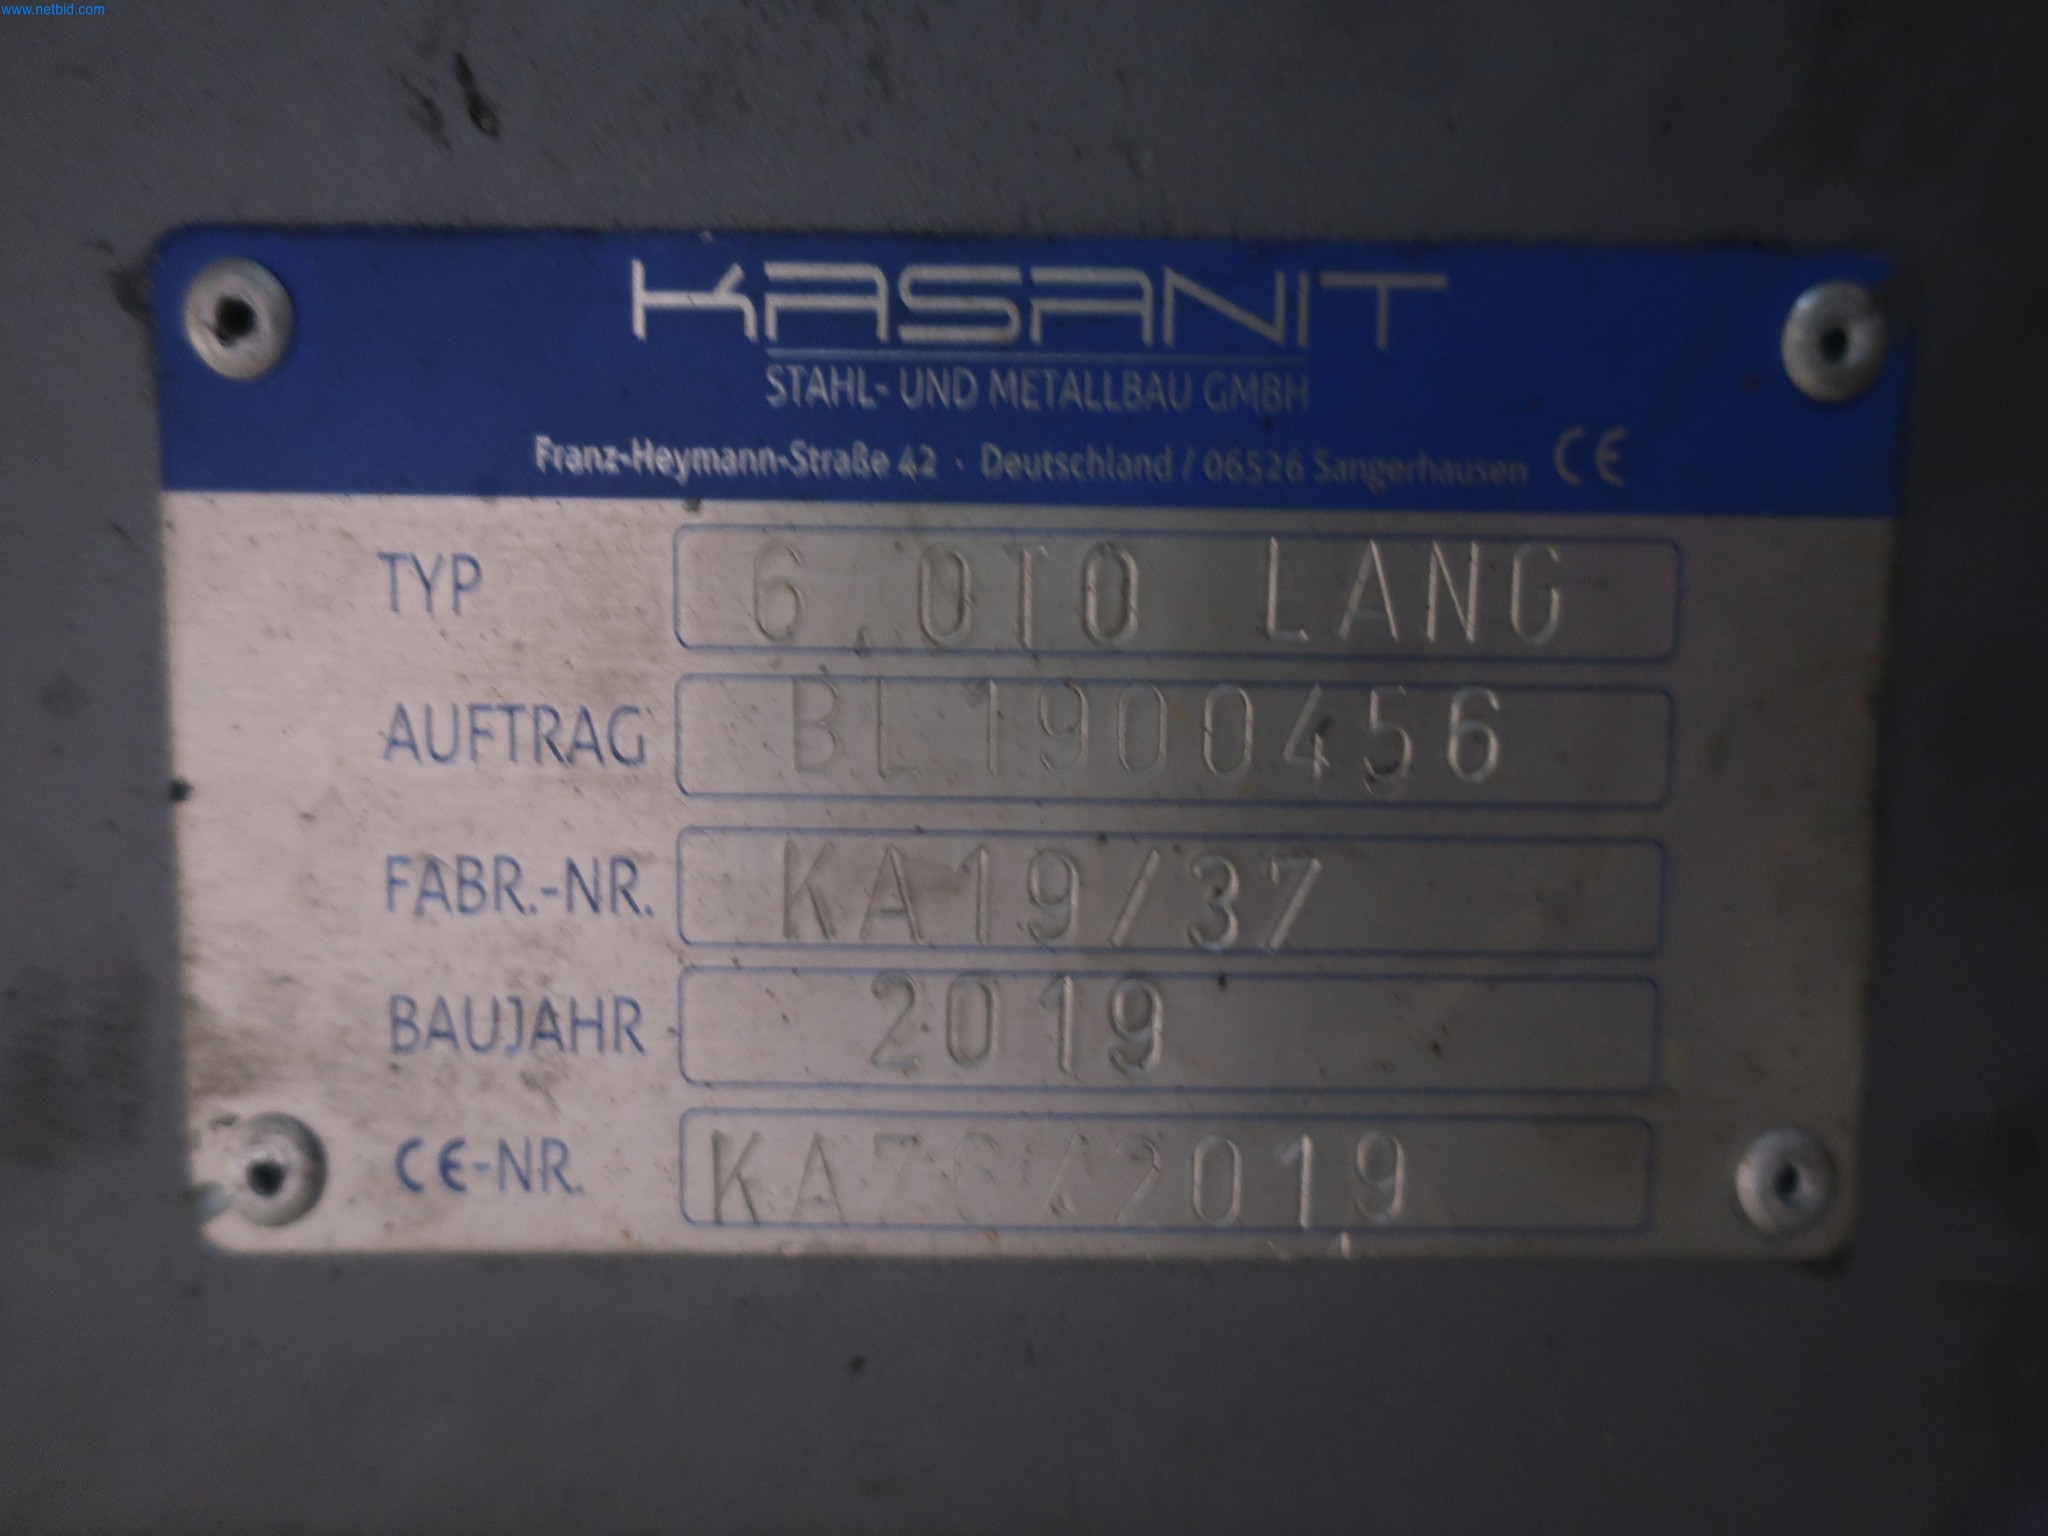 www.netbid.com
KASANIT
STAHL- UND METALLBAU GMBH
Franz-Heymann-Straße 42 · Deutschland / 06526 Sangerhausen CE
TYP 6.0TO LANG
AUFTRAG BL1900456
FABR.-NR. KA19/37
BAUJAHR 2019
CE-NR.